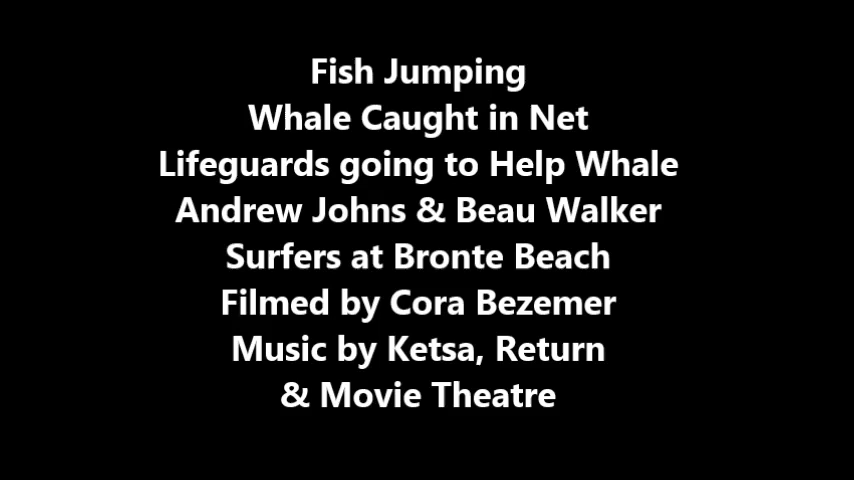 Fish Jumping
Whale Caught in Net
Lifeguards going to Help Whale
Andrew Johns & Beau Walker
Surfers at Bronte Beach
Filmed by Cora Bezemer
Music by Ketsa, Return
& Movie Theatre